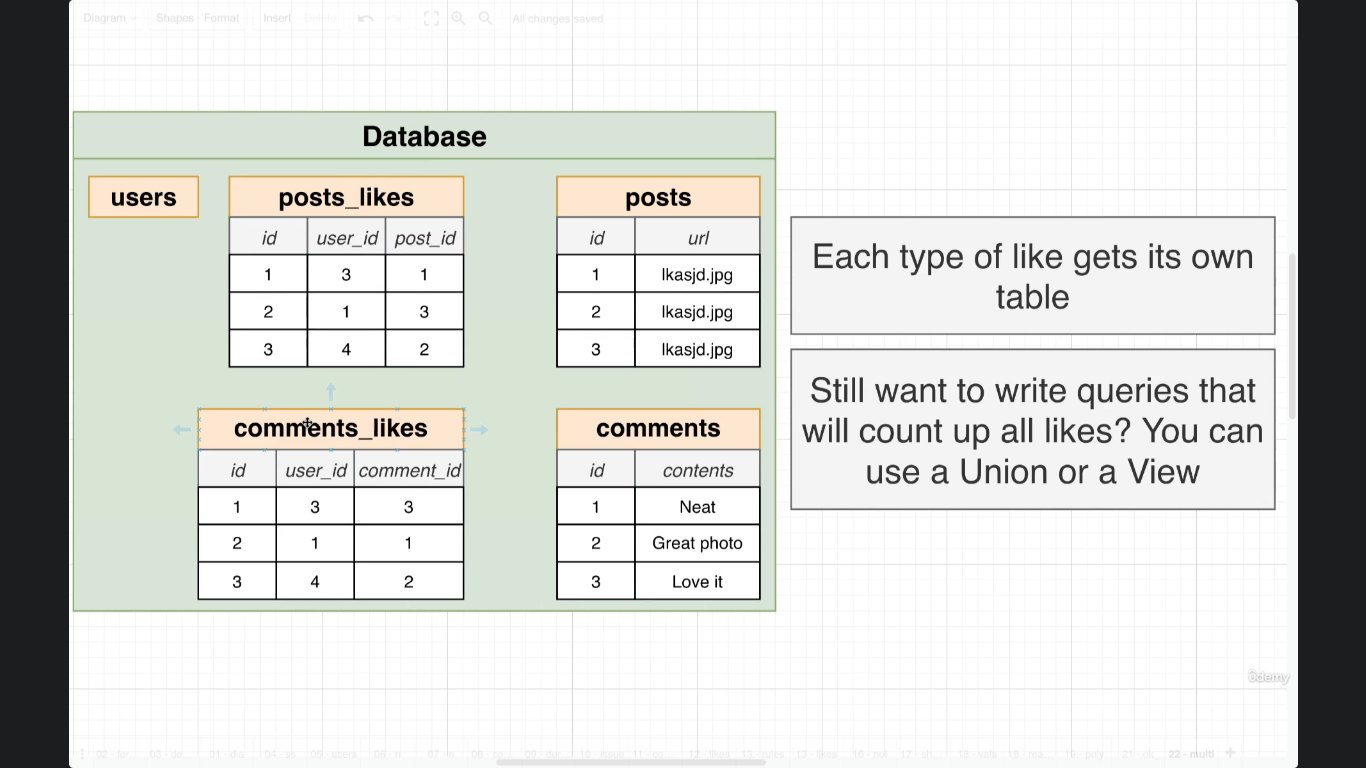 Diagram Shapes Format Insert All changes saved
Database
users
posts_likes
id user_id post_id
1 3 1
2 1 3
3 4 2
posts
id url
1 lkasjd.jpg
2 lkasjd.jpg
3 lkasjd.jpg
Each type of like gets its own
table
comments_likes
id user_id comment_id
1 3 3
2 1 1
3 4 2
comments
id contents
1 Neat
2 Great photo
3 Love it
Still want to write queries that
will count up all likes? You can
use a Union or a View
ûdemy
22 - multi